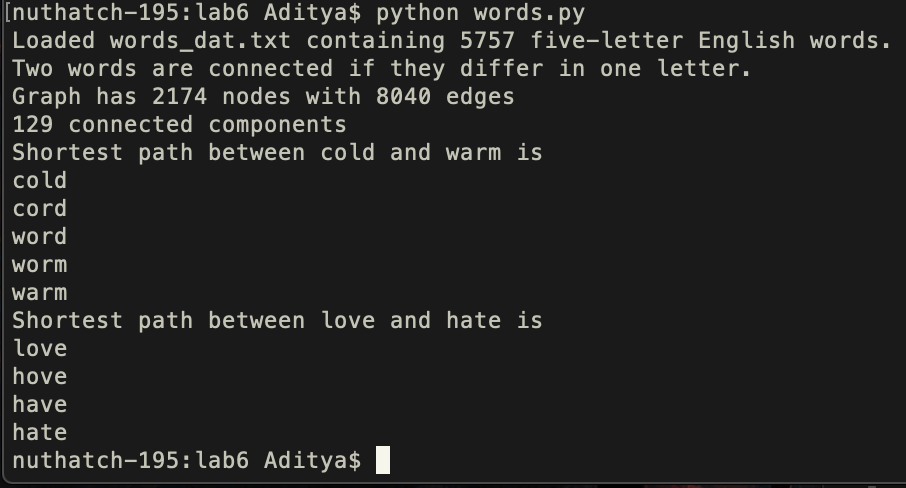 [nuthatch-195:lab6 Aditya$ python words.py
Loaded words_dat.txt containing 5757 five-letter English words.
Two words are connected if they differ in one letter.
Graph has 2174 nodes with 8040 edges
129 connected components
Shortest path between cold and warm is
cold
cord
word
worm
warm
Shortest path between love and hate is
love
hove
have
hate
nuthatch-195:lab6 Aditya$